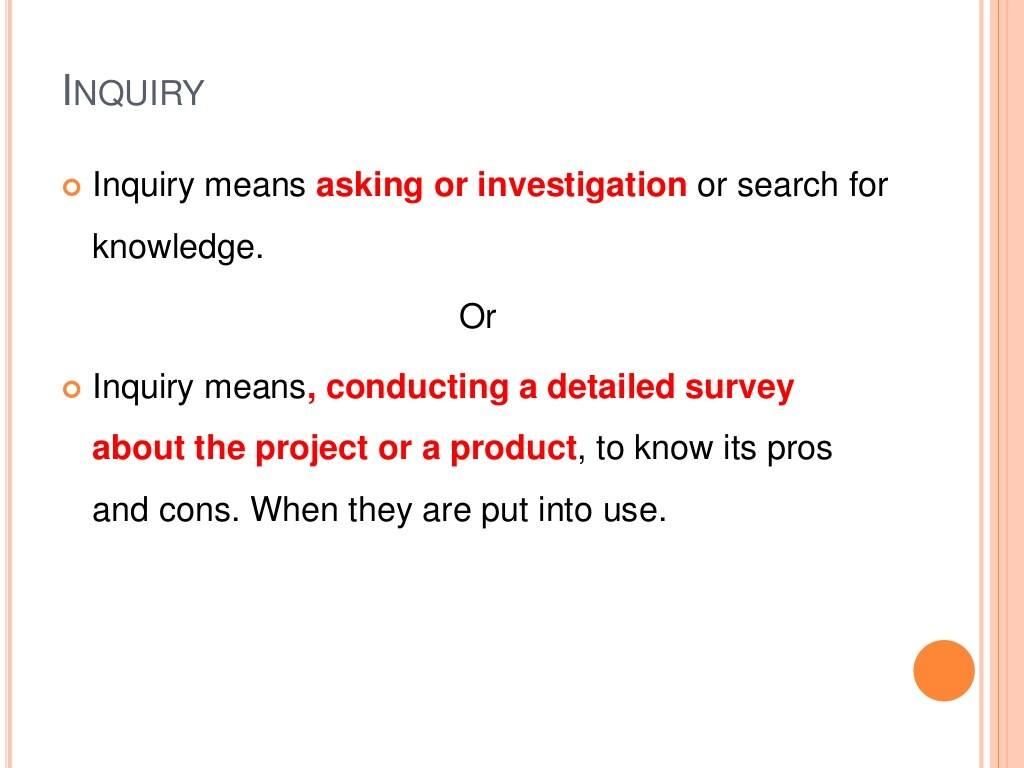 INQUIRY
Inquiry means asking or investigation or search for
knowledge.
Or
Inquiry means, conducting a detailed survey
about the project or a product, to know its pros
and cons. When they are put into use.